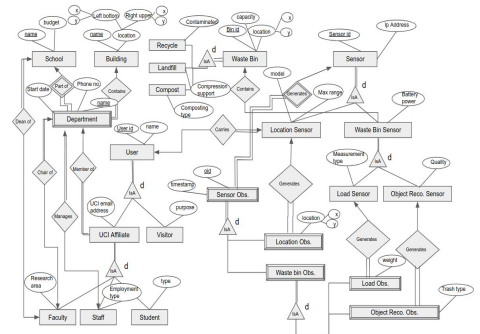 x
y
Left bottom
Right upper
x
y
budget
name
name
location
School
Building
Contaminated
capacity
Bin id
location
x
y
Recycle
Landfill
Compost
IsA
d
Waste Bin
Compression
support
Composting
type
Sensor id
Ip Address
Sensor
Start date
Part of
Phone no.
name
Contains
Department
Contains
Generates
model
Max range
IsA
d
Battery
power
Dean of
Chair of
Member of
Manages
User id
name
User
Carries
Location Sensor
Waste Bin Sensor
IsA
d
IsA
d
Measurement
type
Quality
oid
timestamp
Sensor Obs.
Generates
Load Sensor
Object Reco. Sensor
UCI email
address
purpose
UCI Affiliate
Visitor
IsA
d
location
x
y
Location Obs.
Generates
Generates
IsA
d
Waste bin Obs.
weight
Load Obs.
Research
area
Employment
type
type
Faculty
Staff
Student
IsA
d
Trash type
Object Reco. Obs.